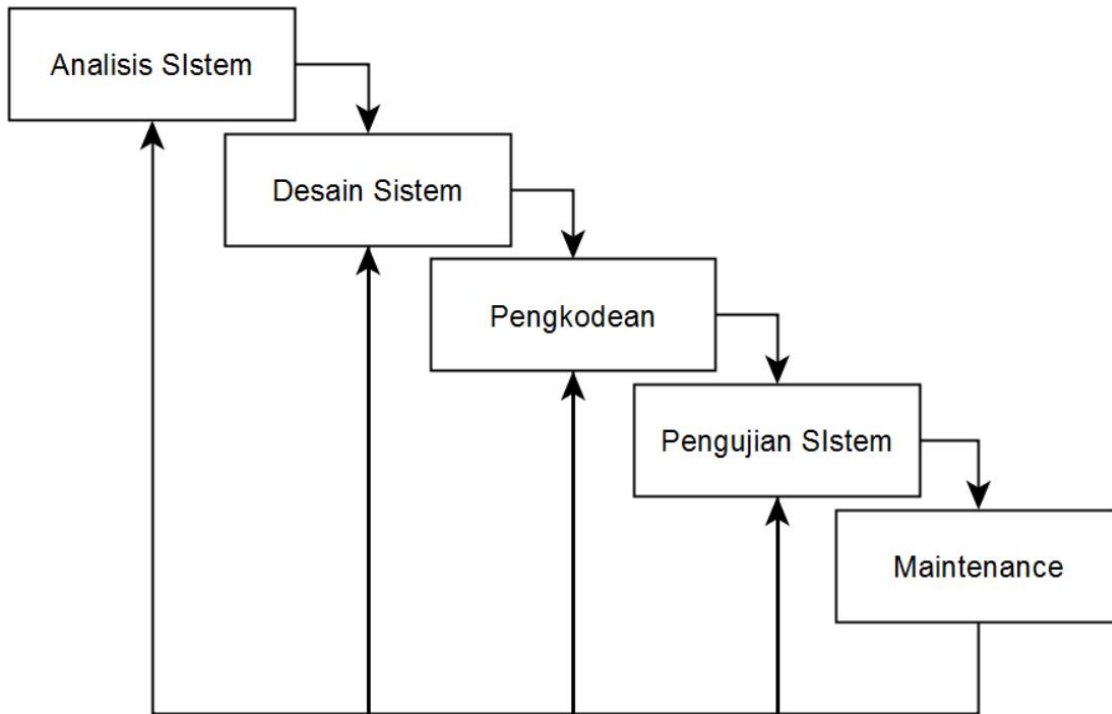 Analisis SIstem
Desain Sistem
Pengkodean
Pengujian SIstem
Maintenance